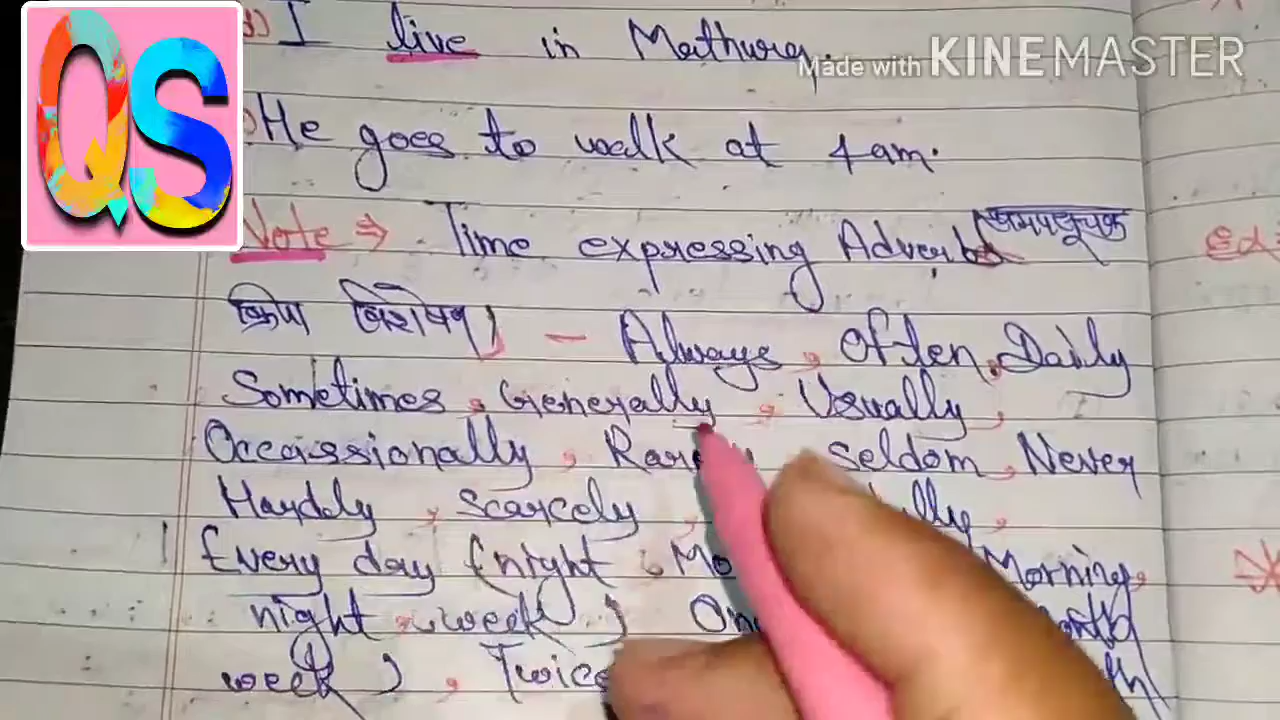 QS
I live in Mathura.
Made with KINEMASTER
He goes to walk at 4 am.
Note ⇒ Time expressing Adverb (समयसूचक
क्रिया विशेषण) - Always, Often, Daily
Sometimes, Generally, Usually,
Occassionally, Seldom, Never
Hardly, scarcely,
Every day (night, Morning,
night, week)
week), Twice